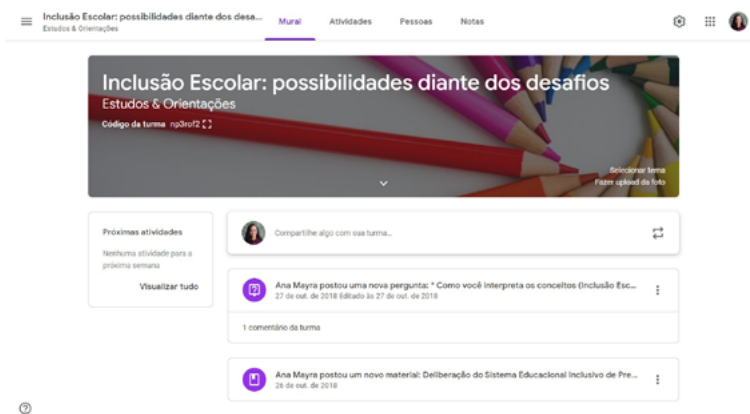 Inclusão Escolar: possibilidades diante dos desa...
Estudos & Orientações
Mural
Atividades
Pessoas
Notas
Inclusão Escolar: possibilidades diante dos desafios
Estudos & Orientações
Código da turma np3rof2
Selecionar tema
Fazer upload da foto
Próximas atividades
Nenhuma atividade para a
próxima semana
Visualizar tudo
Compartilhe algo com sua turma...
Ana Mayra postou uma nova pergunta: * Como você interpreta os conceitos (Inclusão Esc...
27 de out. de 2018 Editado às 27 de out. de 2018
1 comentário da turma
Ana Mayra postou um novo material: Deliberação do Sistema Educacional Inclusivo de Pre...
26 de out. de 2018